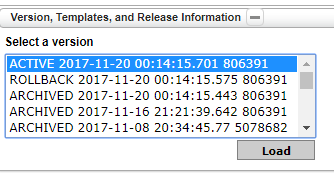 Version, Templates, and Release Information
Select a version
ACTIVE 2017-11-20 00:14:15.701 806391
ROLLBACK 2017-11-20 00:14:15.575 806391
ARCHIVED 2017-11-20 00:14:15.443 806391
ARCHIVED 2017-11-16 21:21:39.642 806391
ARCHIVED 2017-11-08 20:34:45.77 5078682
Load